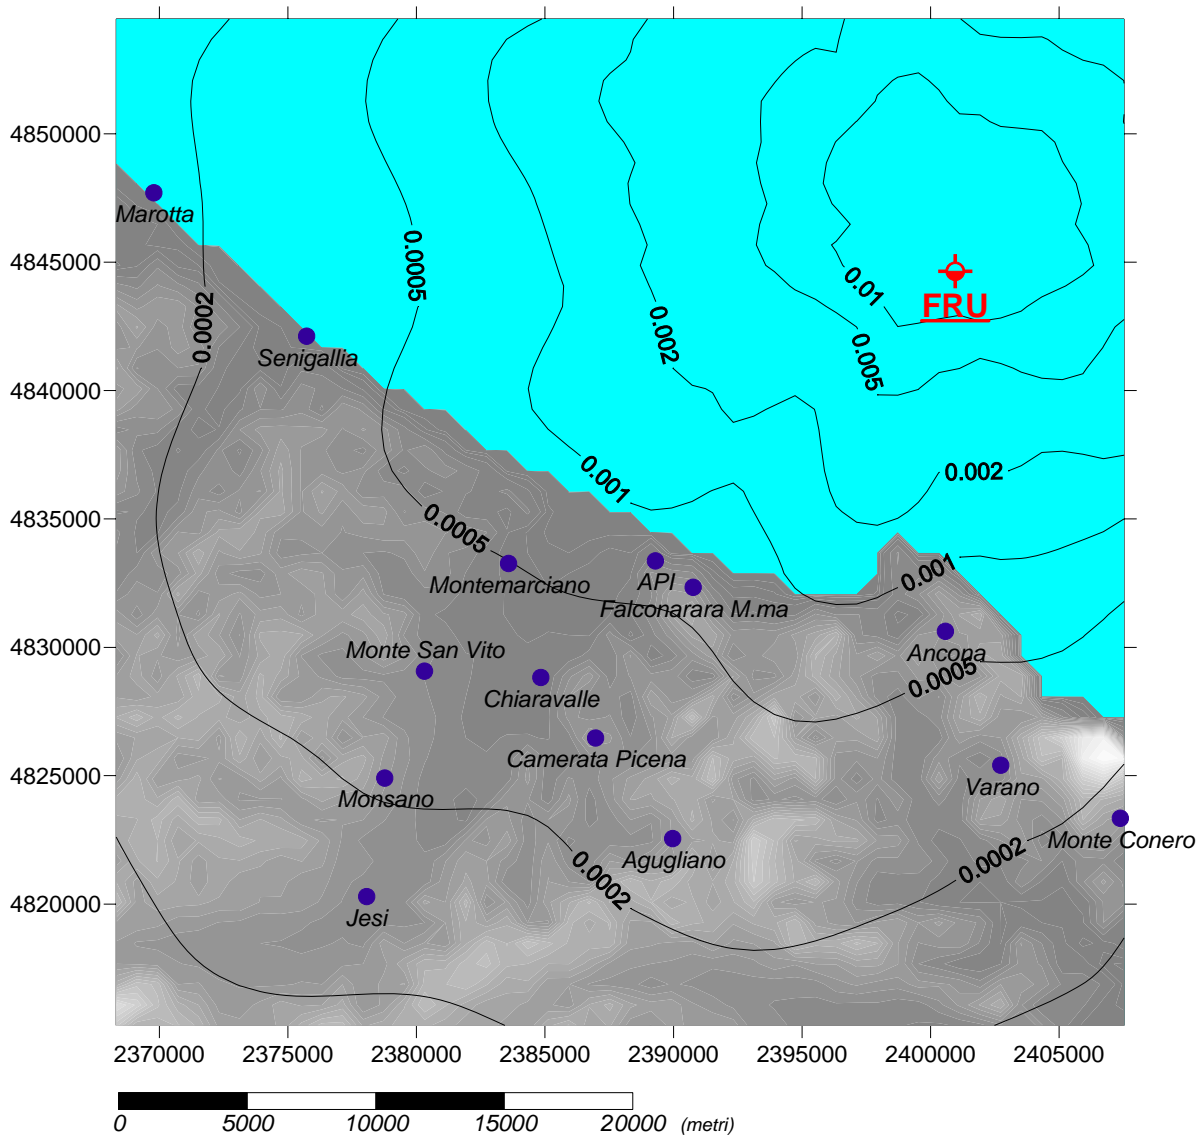 4850000
Marotta
4845000
0.0005
0.01
FRU
0.0002
0.002
Senigallia
0.005
4840000
0.001
0.002
4835000
0.0005
0.001
Montemarciano
API
Falconarara M.ma
4830000
Monte San Vito
Ancona
0.0005
Chiaravalle
Camerata Picena
4825000
Monsano
Varano
Monte Conero
0.0002
Agugliano
0.0002
4820000
Jesi
2370000 2375000 2380000 2385000 2390000 2395000 2400000 2405000
0 5000 10000 15000 20000 (metri)